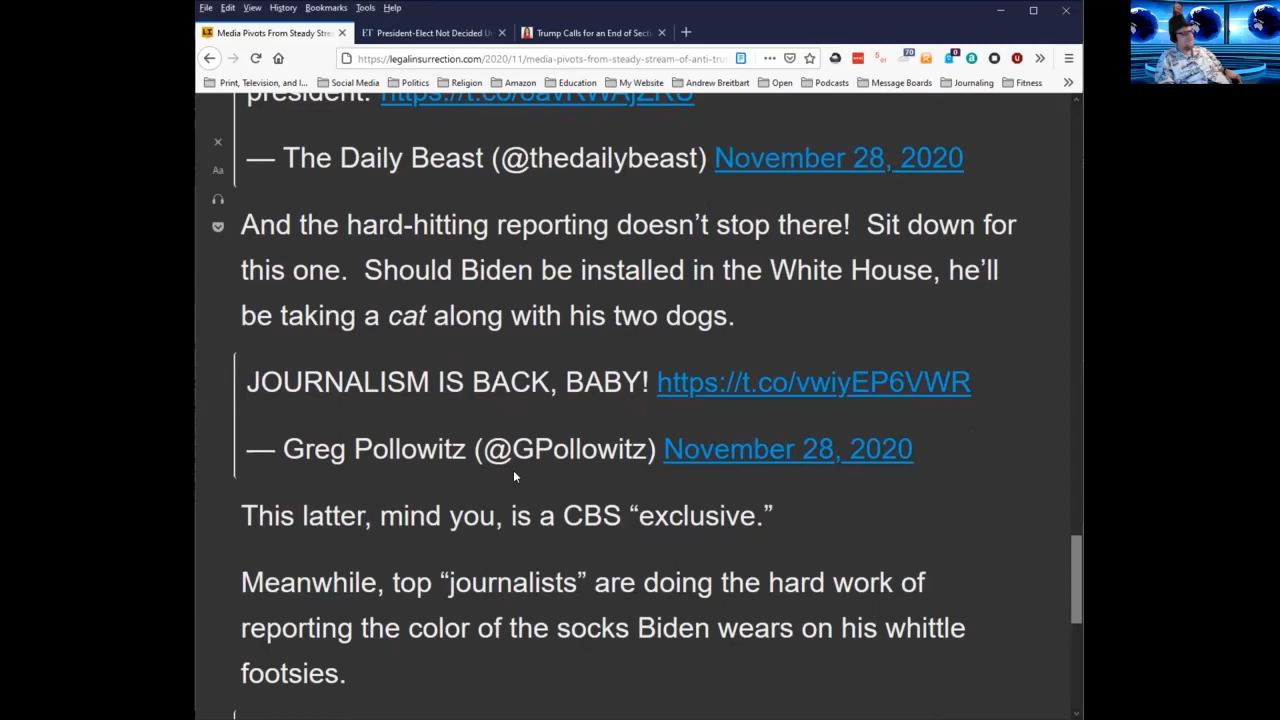 File Edit View History Bookmarks Tools Help
Media Pivots From Steady Stre
ET President-Elect Not Decided U
Trump Calls for an End of Sect
https://legalinsurrection.com/2020/11/media-pivots-from-steady-stream-of-anti-tru
70
0
Print, Television, and I... Social Media Politics Religion Amazon Education My Website Andrew Breitbart Open Podcasts Message Boards Journaling Fitness
president.
— The Daily Beast (@thedailybeast) November 28, 2020
Aa
And the hard-hitting reporting doesn’t stop there! Sit down for
this one. Should Biden be installed in the White House, he’ll
be taking a cat along with his two dogs.
JOURNALISM IS BACK, BABY! https://t.co/vwiyEP6VWR
— Greg Pollowitz (@GPollowitz) November 28, 2020
This latter, mind you, is a CBS “exclusive.”
Meanwhile, top “journalists” are doing the hard work of
reporting the color of the socks Biden wears on his whittle
footsies.